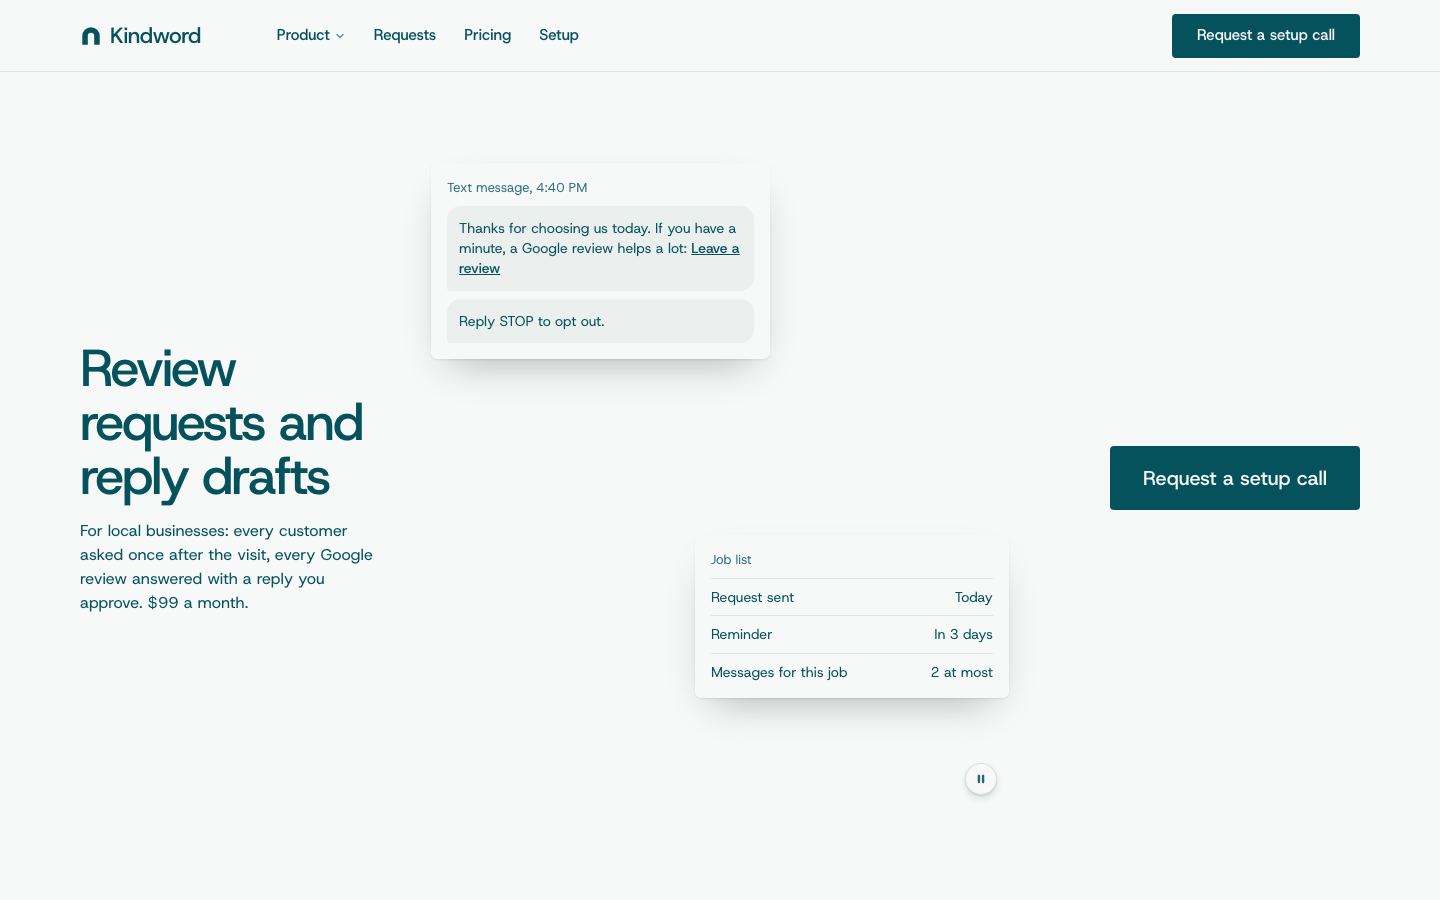 Kindword
Product
Requests
Pricing
Setup
Request a setup call
Text message, 4:40 PM
Thanks for choosing us today. If you have a
minute, a Google review helps a lot: Leave a
review
Reply STOP to opt out.
Review
requests and
reply drafts
For local businesses: every customer
asked once after the visit, every Google
review answered with a reply you
approve. $99 a month.
Request a setup call
Job list
Request sent Today
Reminder In 3 days
Messages for this job 2 at most